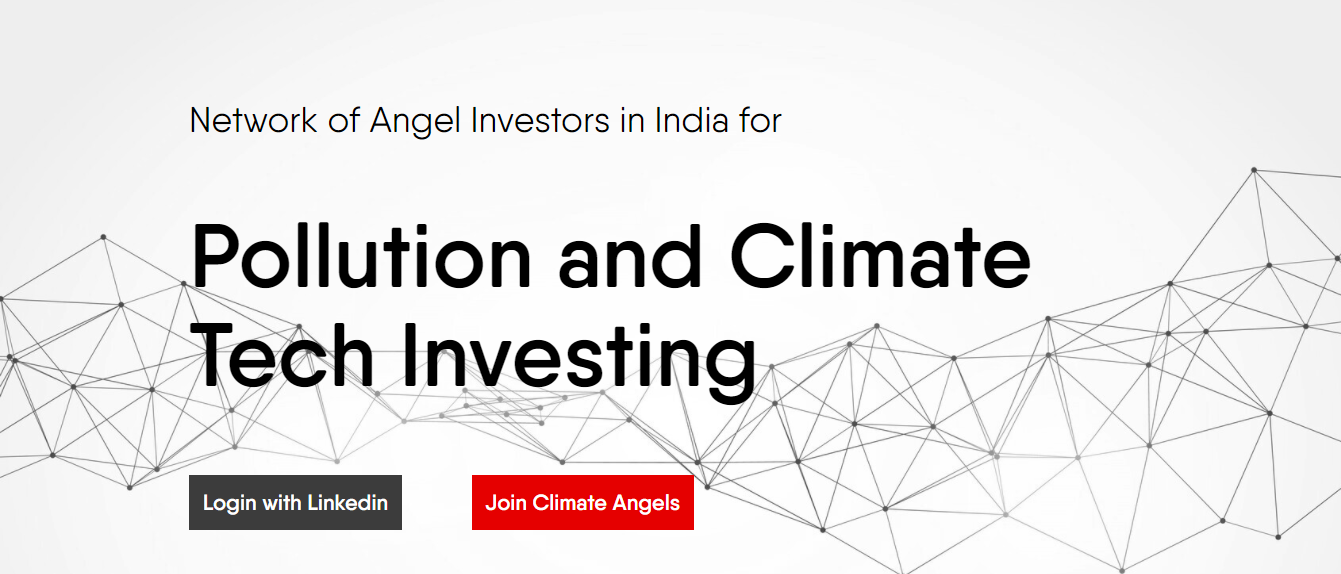 Network of Angel Investors in India for
Pollution and Climate
Tech Investing
Login with Linkedin
Join Climate Angels